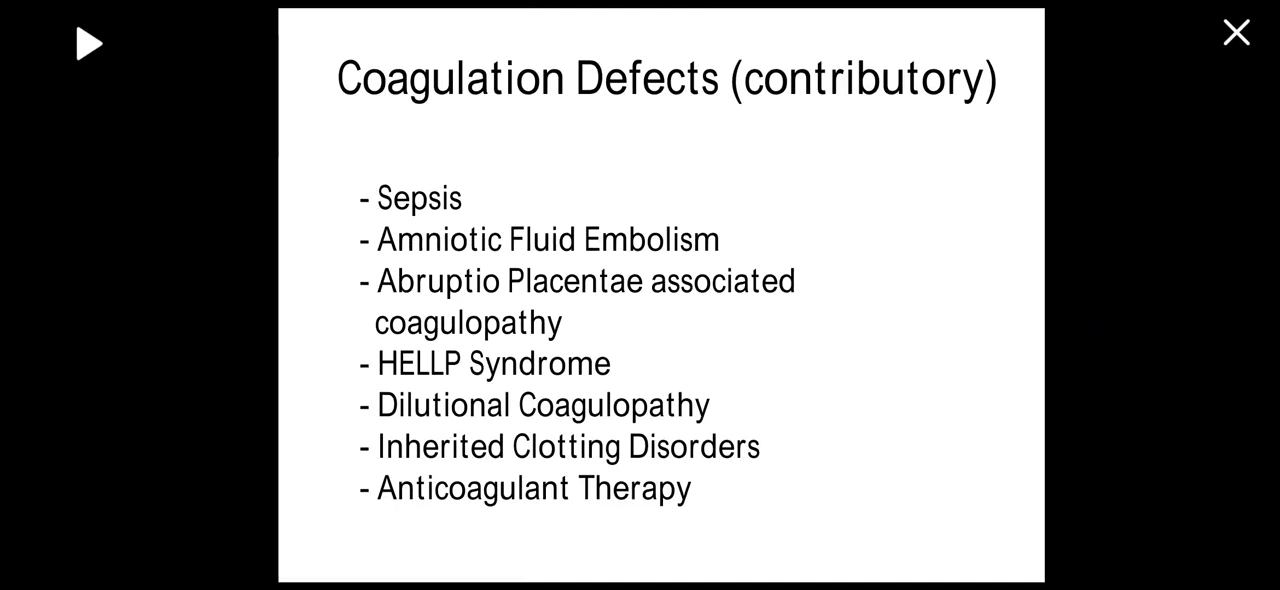 Coagulation Defects (contributory)
- Sepsis
- Amniotic Fluid Embolism
- Abruptio Placentae associated
coagulopathy
- HELLP Syndrome
- Dilutional Coagulopathy
- Inherited Clotting Disorders
- Anticoagulant Therapy